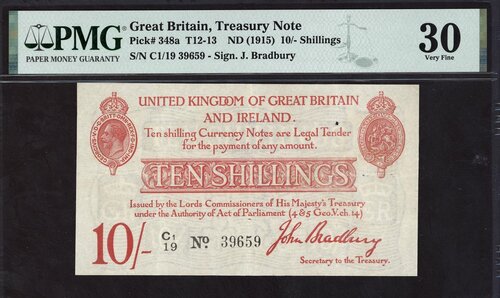 PMG
PAPER MONEY GUARANTY
Great Britain, Treasury Note
Pick# 348a T12-13 ND (1915) 10/- Shillings
S/N C1/19 39659 - Sign. J. Bradbury
30
Very Fine
UNITED KINGDOM OF GREAT BRITAIN
AND IRELAND.
Ten shilling Currency Notes are Legal Tender
for the payment of any amount.
TEN SHILLINGS
Issued by the Lords Commissioners of His Majesty's Treasury
under the Authority of Act of Parliament (4 & 5 Geo.V. ch.14)
10/-
C1
19
No. 39659
John Bradbury
Secretary to the Treasury.